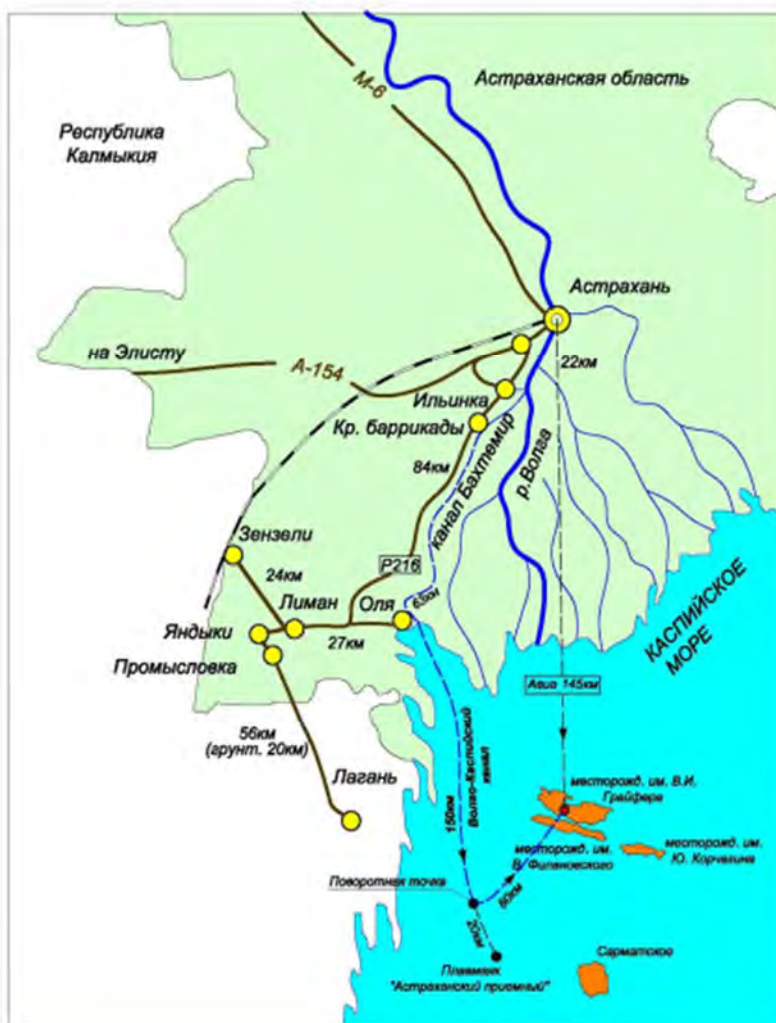 М-6
Астраханская область
Республика
Калмыкия
Астрахань
на Элисту
А-154
22км
Ильинка
Кр. баррикады
84км
канал Бахтемир
р.Волга
Зензели
24км
Р216
КАСПИЙСКОЕ
МОРЕ
Лиман
Оля
63км
Яндыки
27км
Промысловка
Авиа 145км
56км
(грунт. 20км)
Лагань
150км
Волго-Каспийский
канал
месторожд. им. В.И.
Грайфера
месторожд. им.
В. Филановского
месторожд. им.
Ю. Корчагина
Поворотная точка
20км
Плавмаяк
"Астраханский приемный"
Сарматское